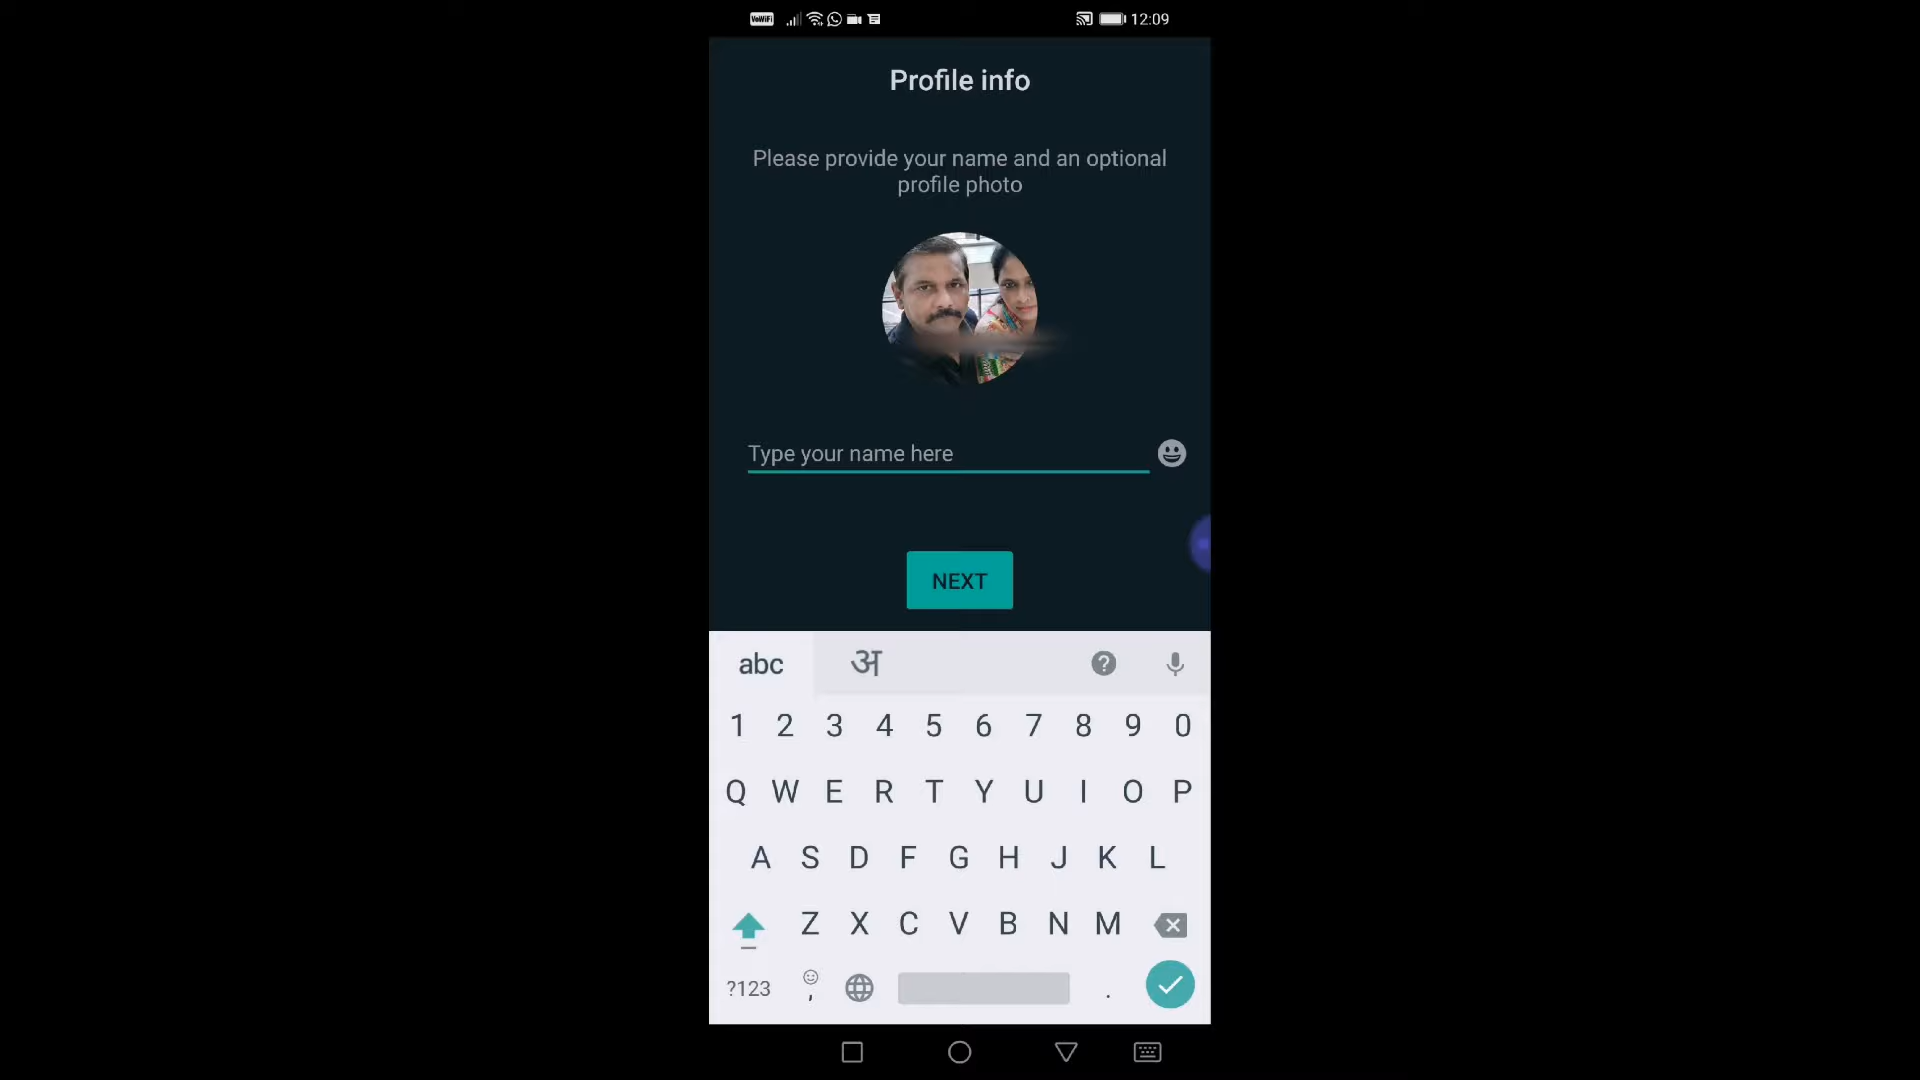 VoWiFi 12:09
Profile info
Please provide your name and an optional
profile photo
Type your name here
NEXT
abc अ ?
1 2 3 4 5 6 7 8 9 0
Q W E R T Y U I O P
A S D F G H J K L
Z X C V B N M
?123 , .